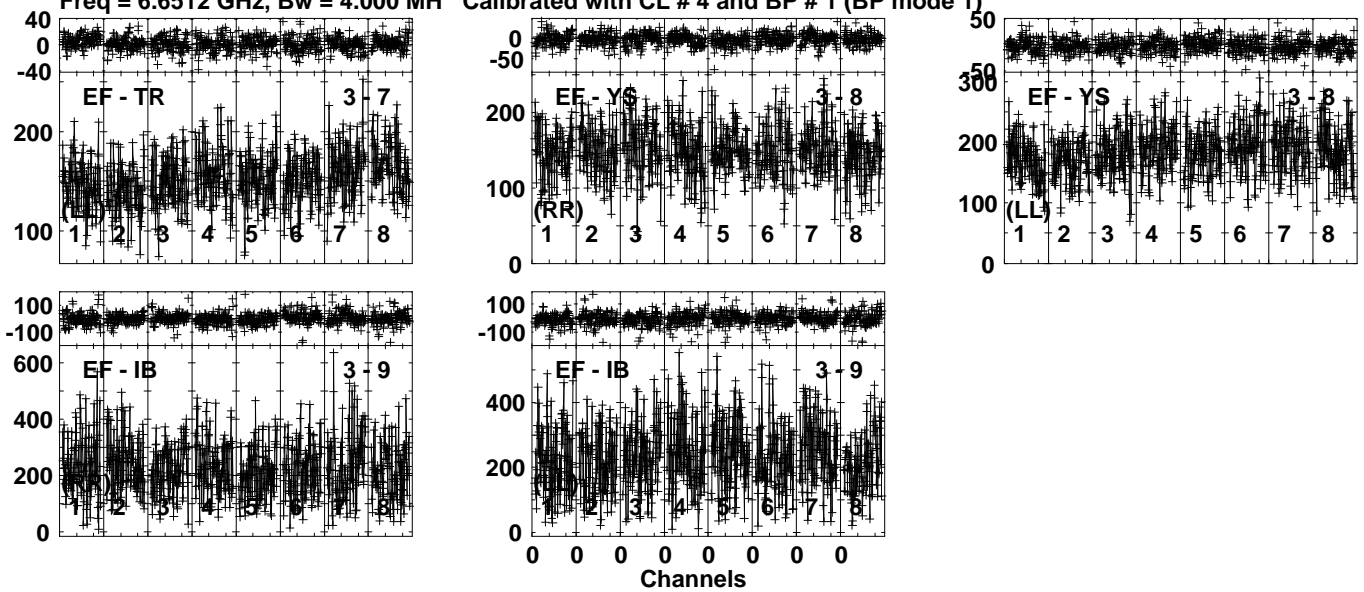 Freq = 6.6512 GHz, Bw = 4.000 MH Calibrated with CL # 4 and BP # 1 (BP mode 1)
40
0
-40
EF - TR 3 - 7
200
100
(LL)
1 2 3 4 5 6 7 8
0
-50
EF - YS 3 - 8
200
100
0
(RR)
1 2 3 4 5 6 7 8
50
-50
300
EF - YS 3 - 8
200
100
0
(LL)
1 2 3 4 5 6 7 8
100
-100
600
EF - IB 3 - 9
400
200
0
(RR)
1 2 3 4 5 6 7 8
100
-100
EF - IB 3 - 9
400
200
0
1 2 3 4 5 6 7 8
0 0 0 0 0 0 0 0
Channels